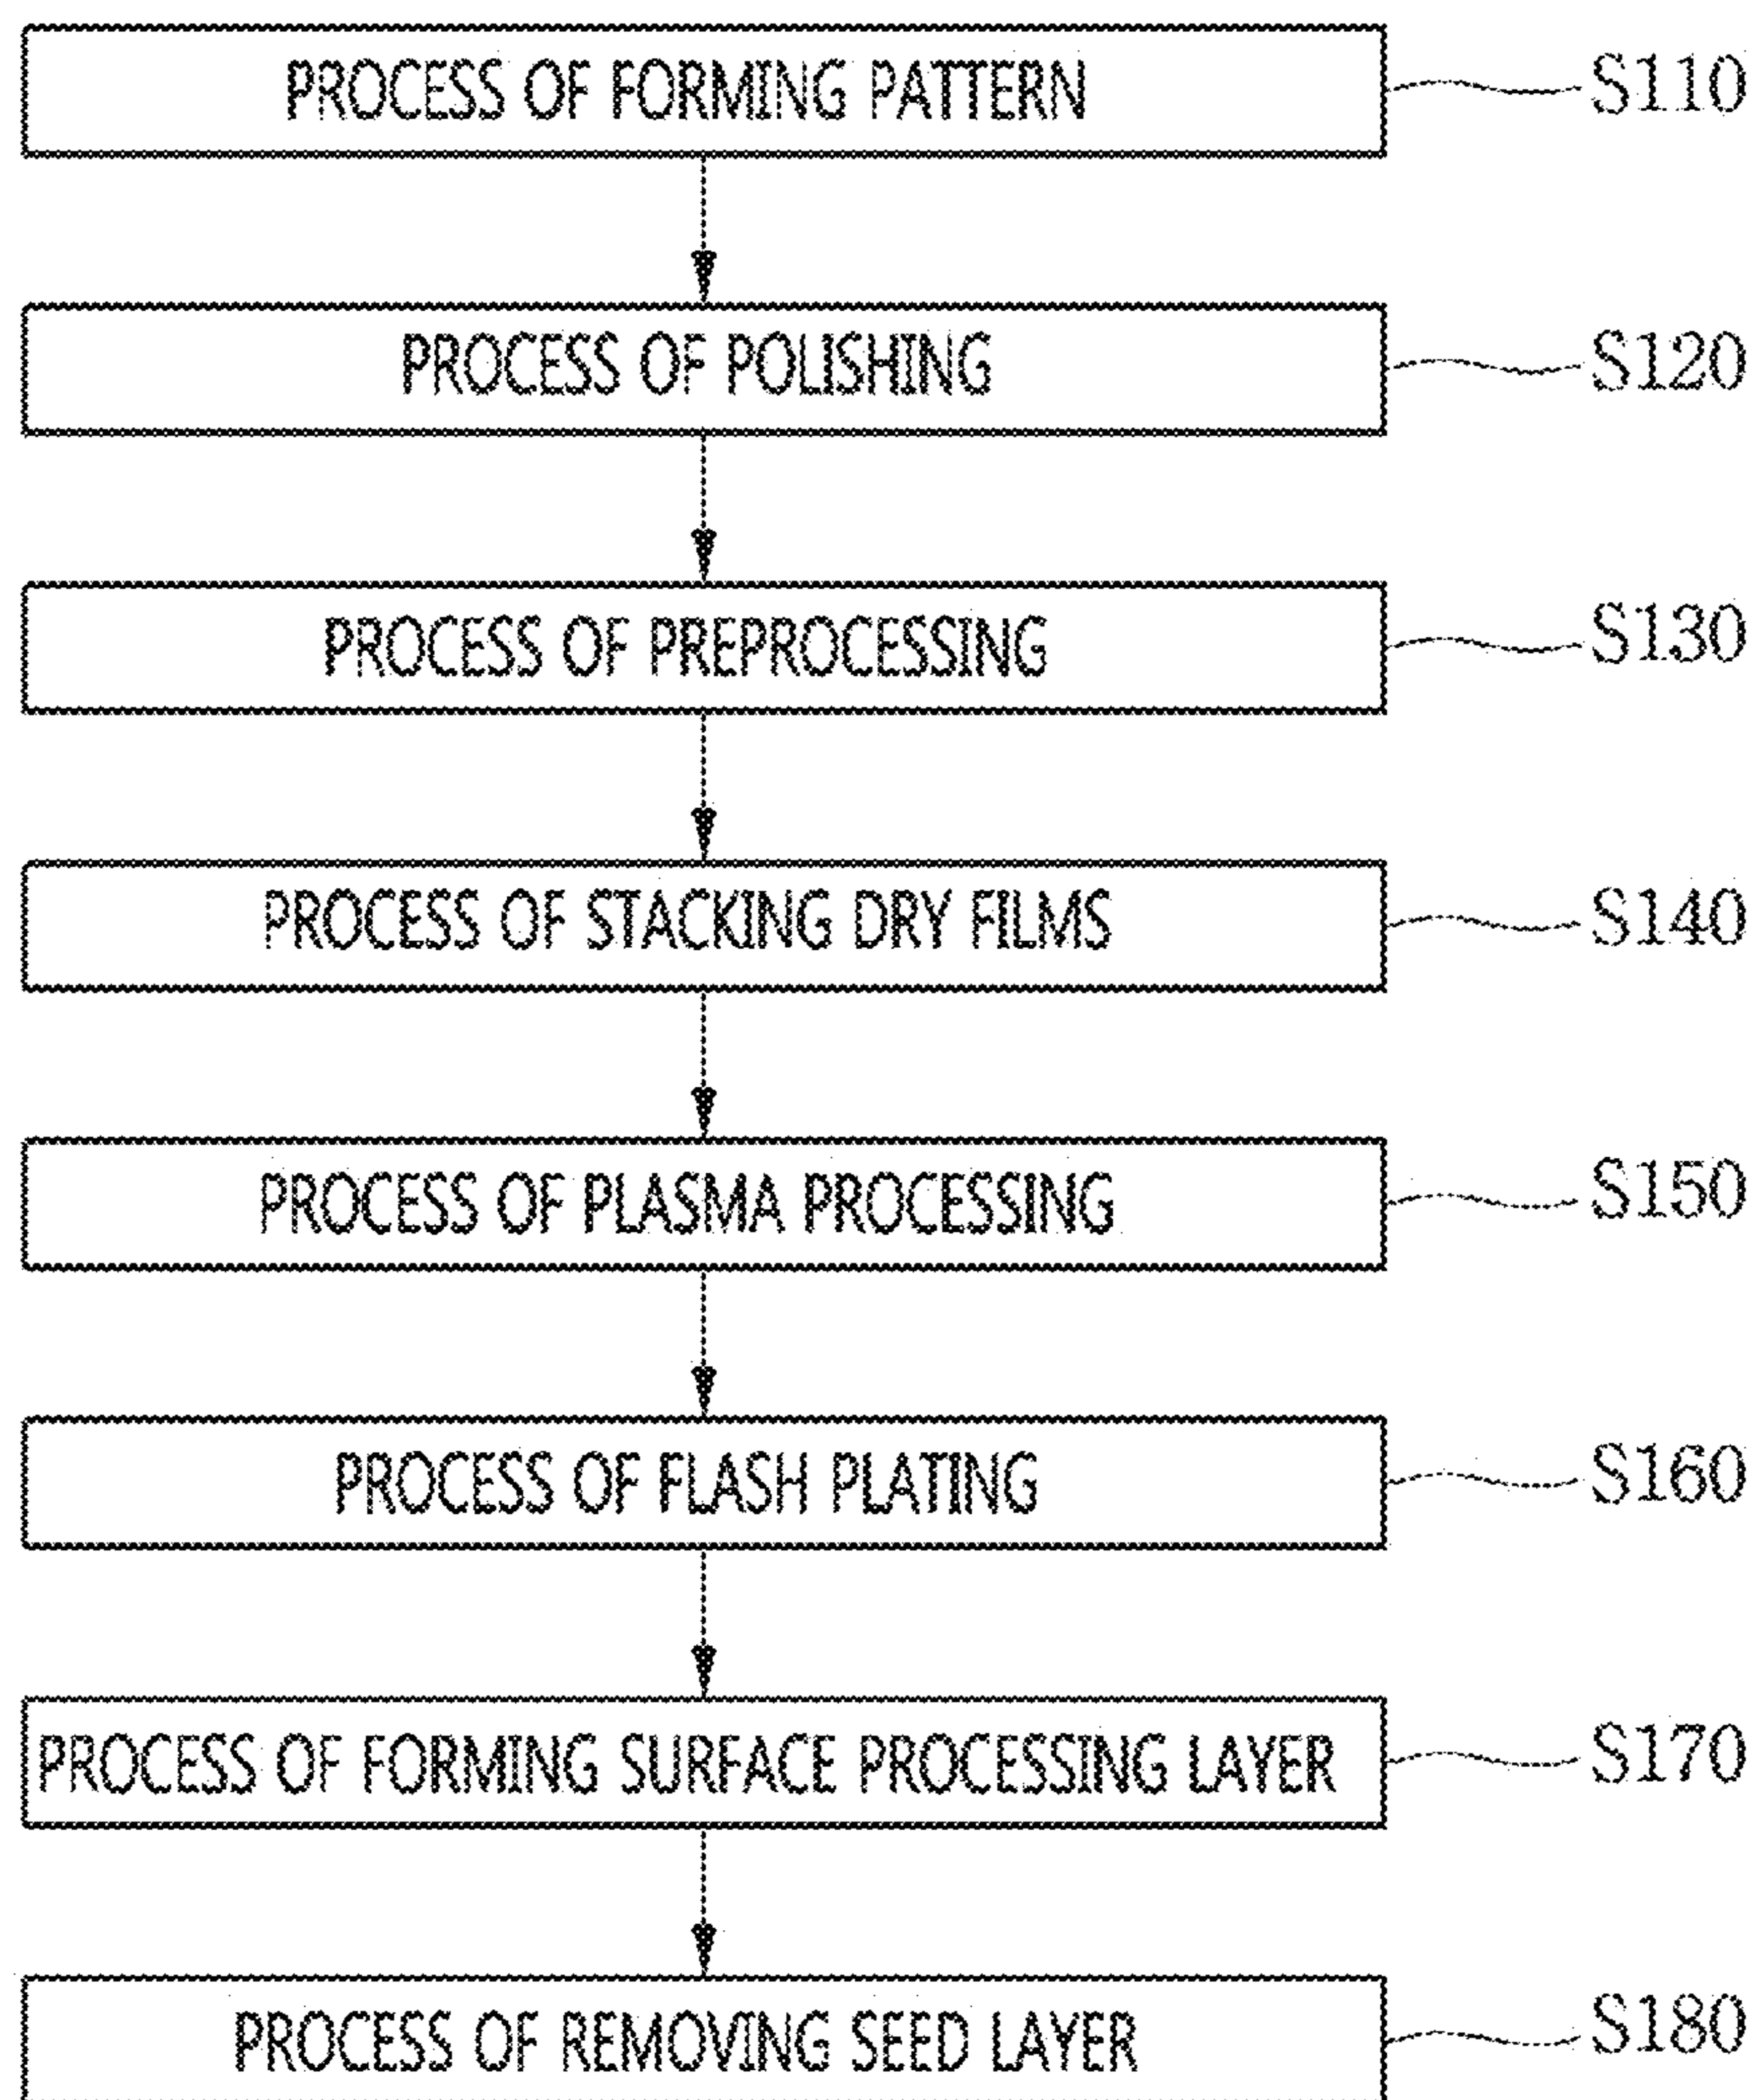 PROCESS OF FORMING PATTERN S110
PROCESS OF POLISHING S120
PROCESS OF PREPROCESSING S130
PROCESS OF STACKING DRY FILMS S140
PROCESS OF PLASMA PROCESSING S150
PROCESS OF FLASH PLATING S160
PROCESS OF FORMING SURFACE PROCESSING LAYER S170
PROCESS OF REMOVING SEED LAYER S180